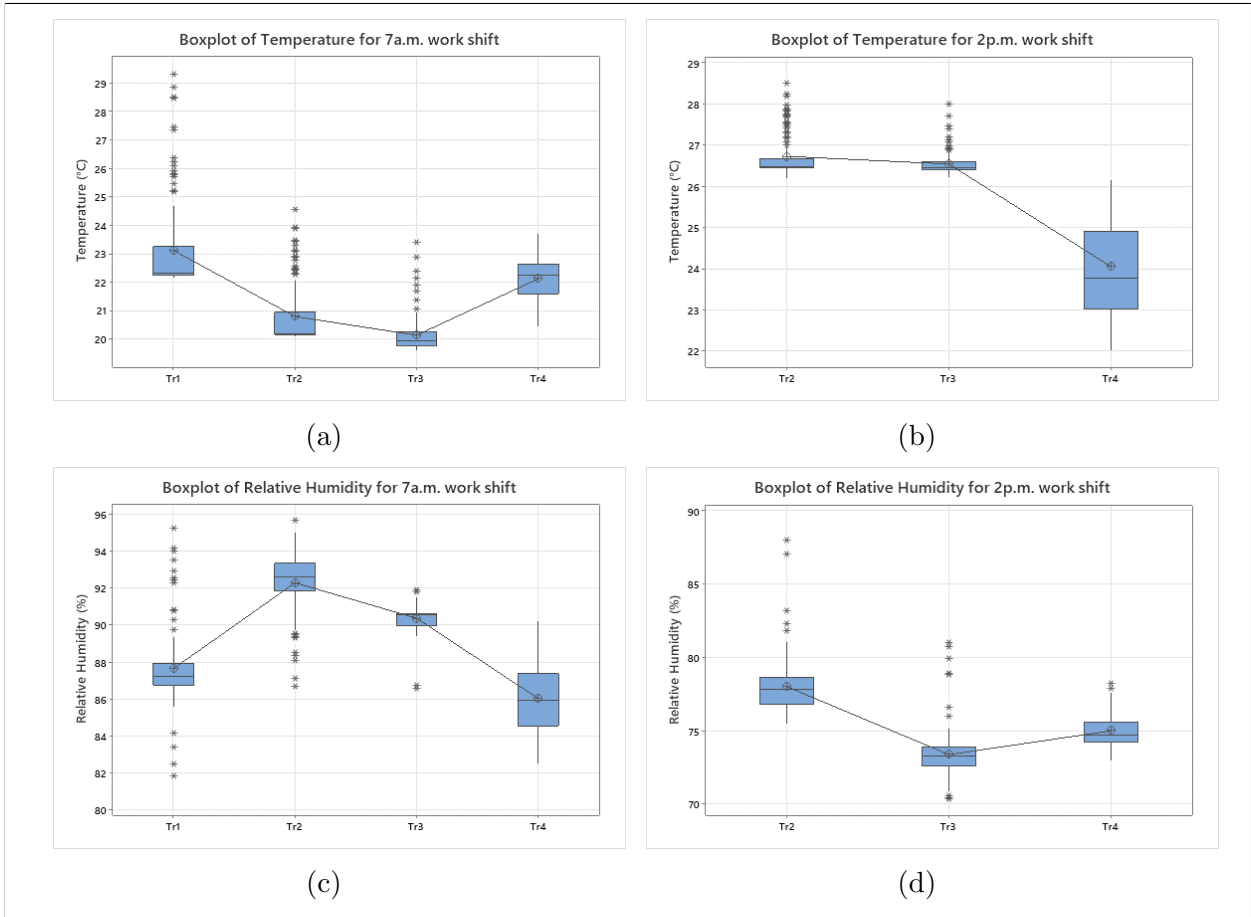 Boxplot of Temperature for 7a.m. work shift
Temperature (°C)
29
28
27
26
25
24
23
22
21
20
Tr1 Tr2 Tr3 Tr4
(a)
Boxplot of Temperature for 2p.m. work shift
Temperature (°C)
29
28
27
26
25
24
23
22
Tr2 Tr3 Tr4
(b)
Boxplot of Relative Humidity for 7a.m. work shift
Relative Humidity (%)
96
94
92
90
88
86
84
82
80
Tr1 Tr2 Tr3 Tr4
(c)
Boxplot of Relative Humidity for 2p.m. work shift
Relative Humidity (%)
90
85
80
75
70
Tr2 Tr3 Tr4
(d)